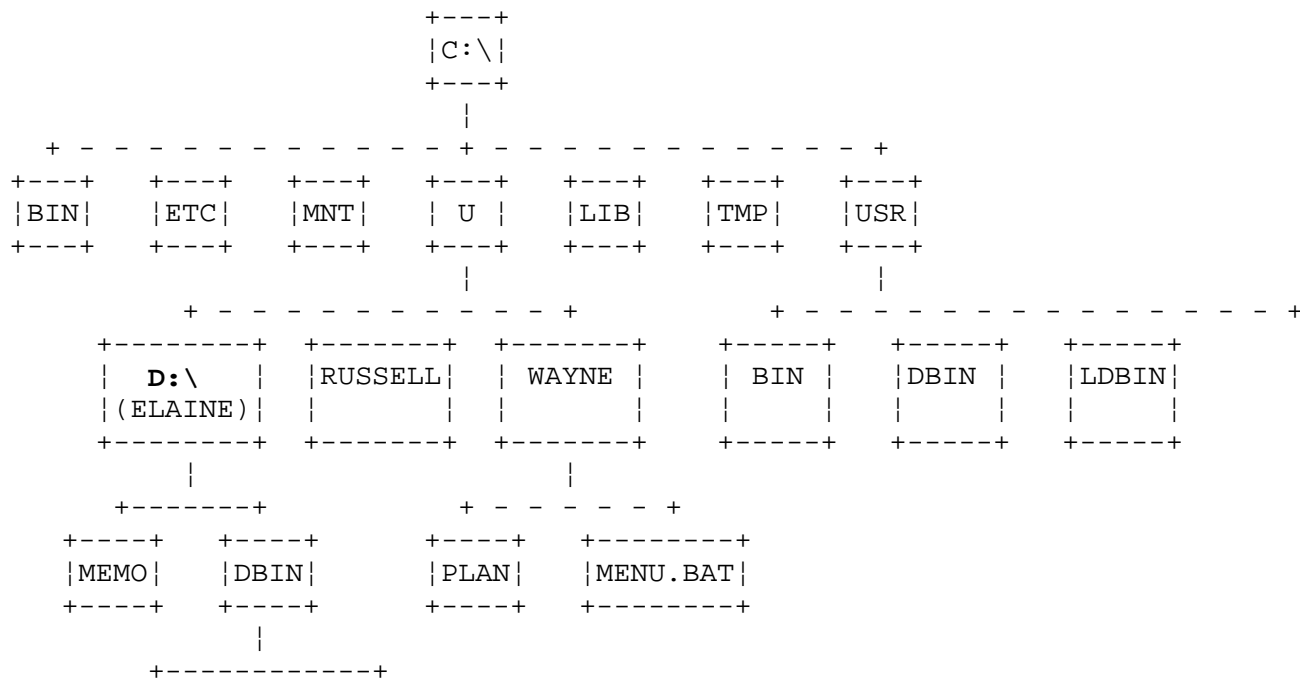 C:\
BIN ETC MNT U LIB TMP USR
D:\ RUSSELL WAYNE BIN DBIN LDBIN
(ELAINE)
MEMO DBIN PLAN MENU.BAT